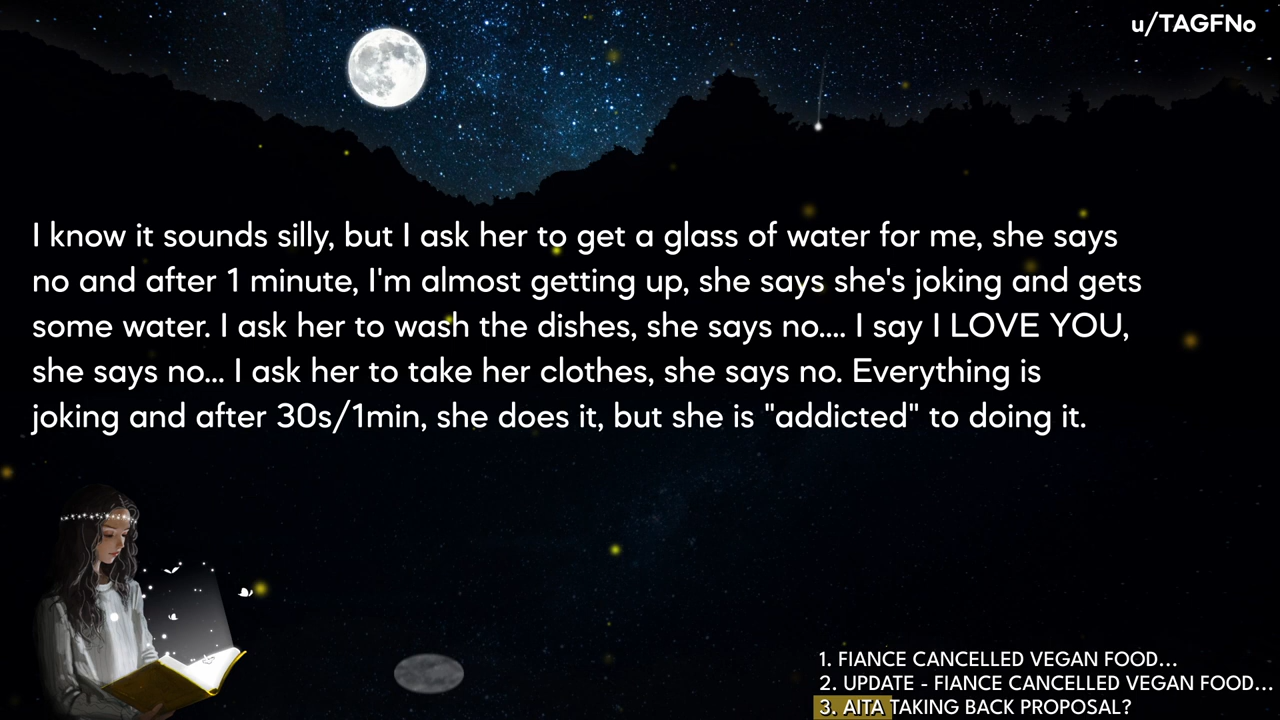 u/TAGFNo
I know it sounds silly, but I ask her to get a glass of water for me, she says
no and after 1 minute, I'm almost getting up, she says she's joking and gets
some water. I ask her to wash the dishes, she says no.... I say I LOVE YOU,
she says no... I ask her to take her clothes, she says no. Everything is
joking and after 30s/1min, she does it, but she is "addicted" to doing it.
1. FIANCE CANCELLED VEGAN FOOD...
2. UPDATE - FIANCE CANCELLED VEGAN FOOD...
3. AITA TAKING BACK PROPOSAL?